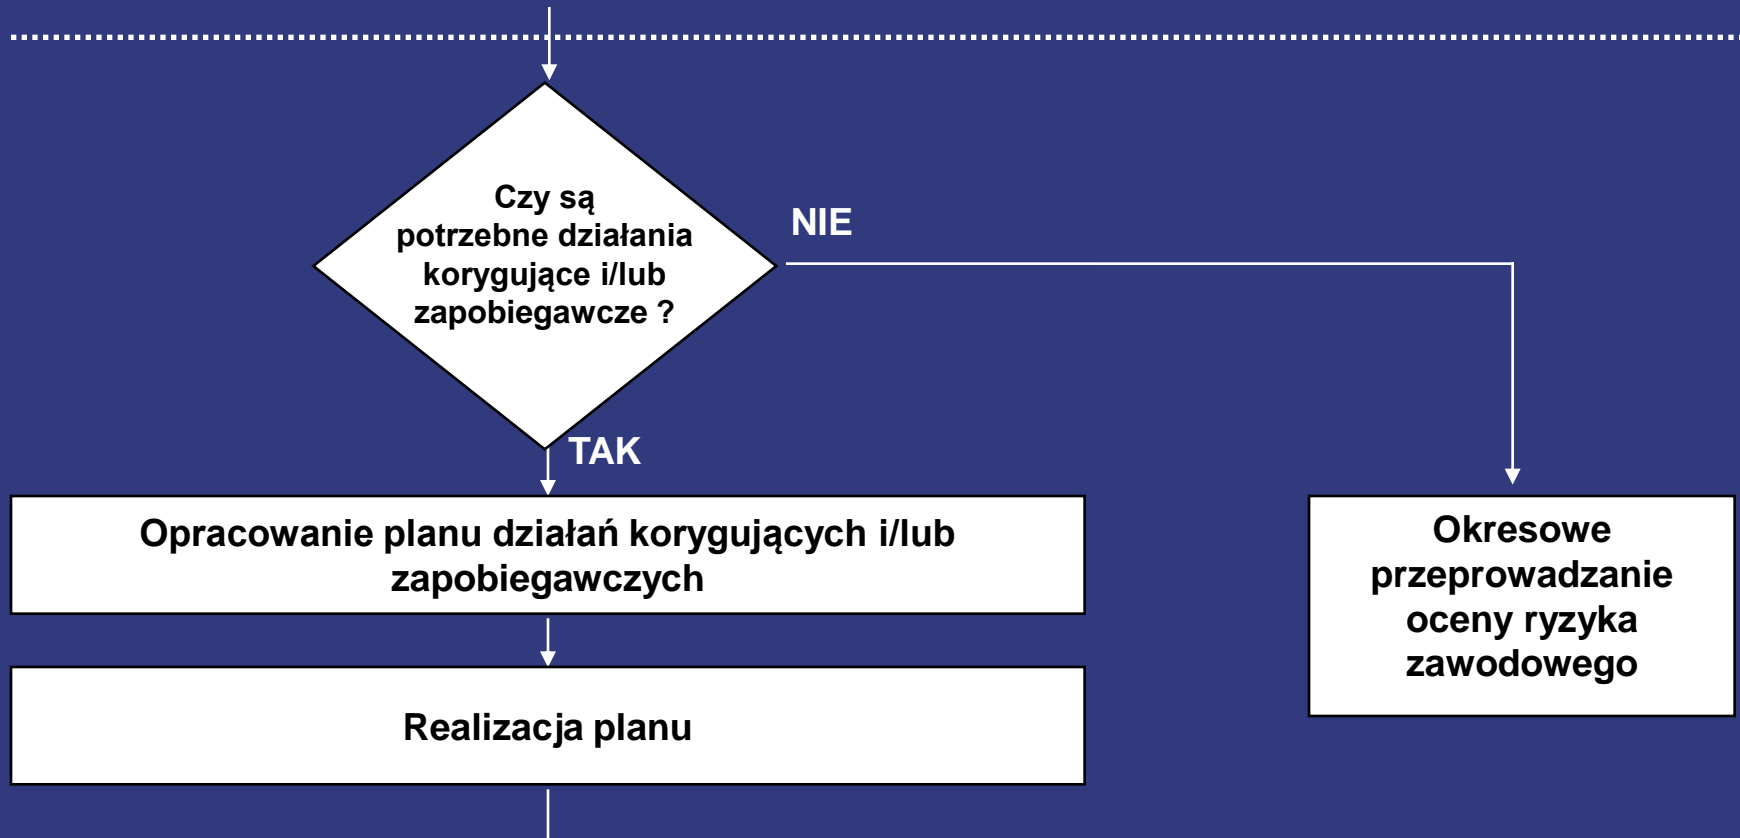 Czy są
potrzebne działania
korygujące i/lub
zapobiegawcze ?
NIE
TAK
Opracowanie planu działań korygujących i/lub
zapobiegawczych
Okresowe
przeprowadzanie
oceny ryzyka
zawodowego
Realizacja planu